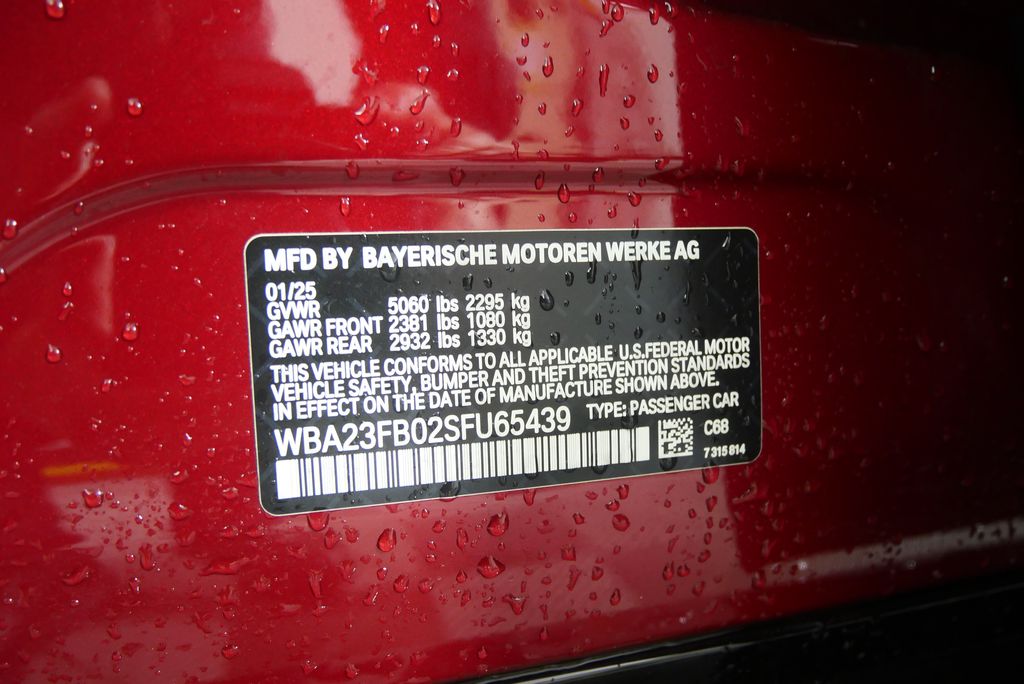 MFD BY BAYERISCHE MOTOREN WERKE AG
01/25
GVWR 5060 lbs 2295 kg
GAWR FRONT 2381 lbs 1080 kg
GAWR REAR 2932 lbs 1330 kg
THIS VEHICLE CONFORMS TO ALL APPLICABLE U.S.FEDERAL MOTOR
VEHICLE SAFETY, BUMPER AND THEFT PREVENTION STANDARDS
IN EFFECT ON THE DATE OF MANUFACTURE SHOWN ABOVE.
WBA23FB02SFU65439 TYPE: PASSENGER CAR
C68
7 315 814